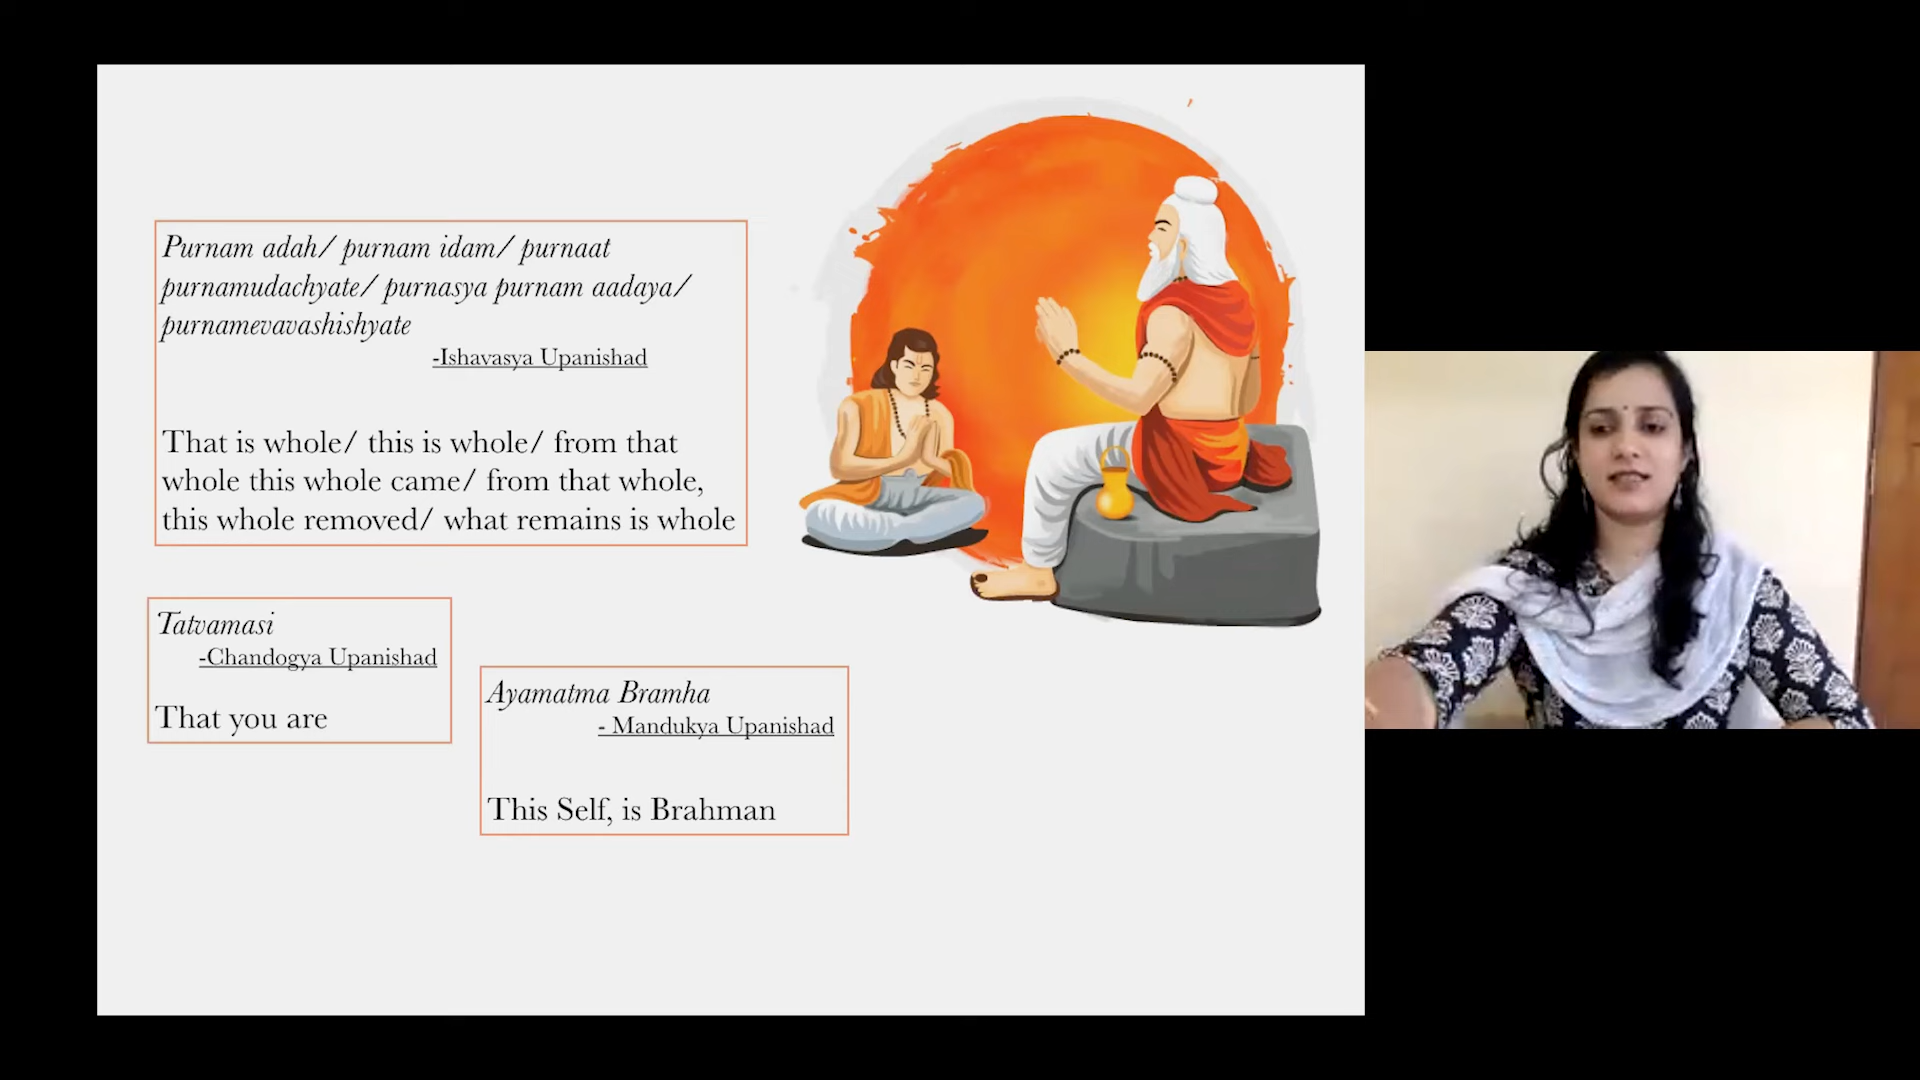 Purnam adah/ purnam idam/ purnaat
purnamudachyate/ purnasya purnam aadaya/
purnamevavashishyate
-Ishavasya Upanishad
That is whole/ this is whole/ from that
whole this whole came/ from that whole,
this whole removed/ what remains is whole
Tatvamasi
-Chandogya Upanishad
That you are
Ayamatma Bramha
- Mandukya Upanishad
This Self, is Brahman